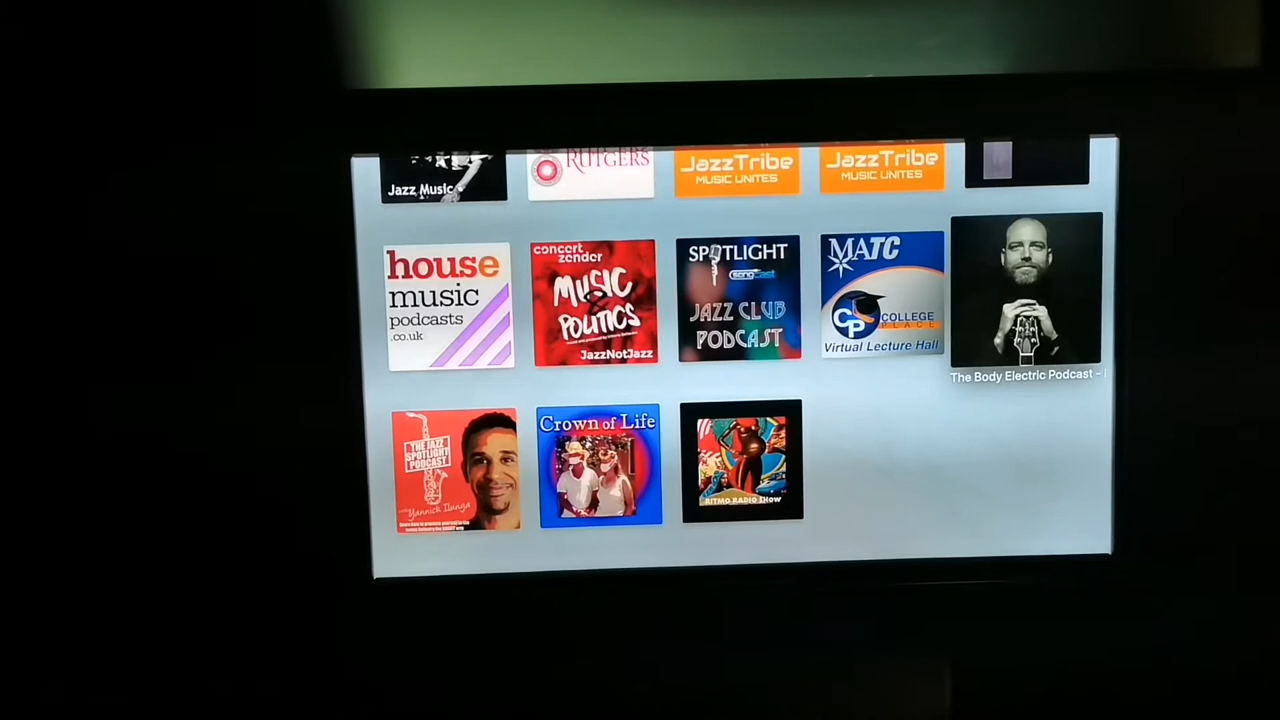 Jazz Music
RUTGERS
JazzTribe
MUSIC UNITES
JazzTribe
MUSIC UNITES
house
music
podcasts
.co.uk
concert
zender
MUSIC
&
POLITICS
JazzNotJazz
SPOTLIGHT
songcast
JAZZ CLUB
PODCAST
MATC
CP COLLEGE
PLACE
Virtual Lecture Hall
The Body Electric Podcast -
THE JAZZ
SPOTLIGHT
PODCAST
with Yannick Ilunga
Crown of Life
RITMO RADIO SHOW